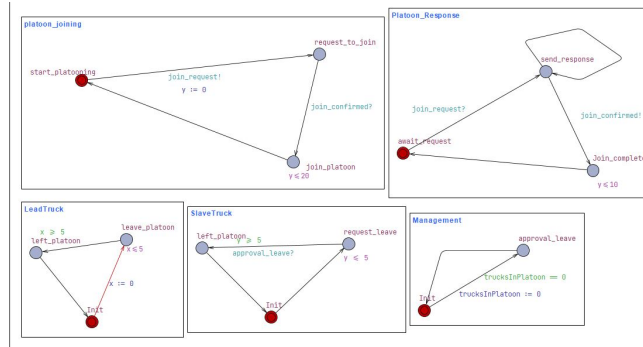 platoon_joining
request_to_join
start_platooning
join_request!
y := 0
join_confirmed?
join_platoon
y≤20
Platoon_Response
send_response
join_request?
join_confirmed!
await_request
Join_complete
y≤10
LeadTruck
x ≥ 5
leave_platoon
left_platoon
x≤5
x := 0
Init
SlaveTruck
left_platoon
y ≥ 5
request_leave
approval_leave?
y ≤ 5
Init
Management
approval_leave
trucksInPlatoon == 0
Init
trucksInPlatoon := 0